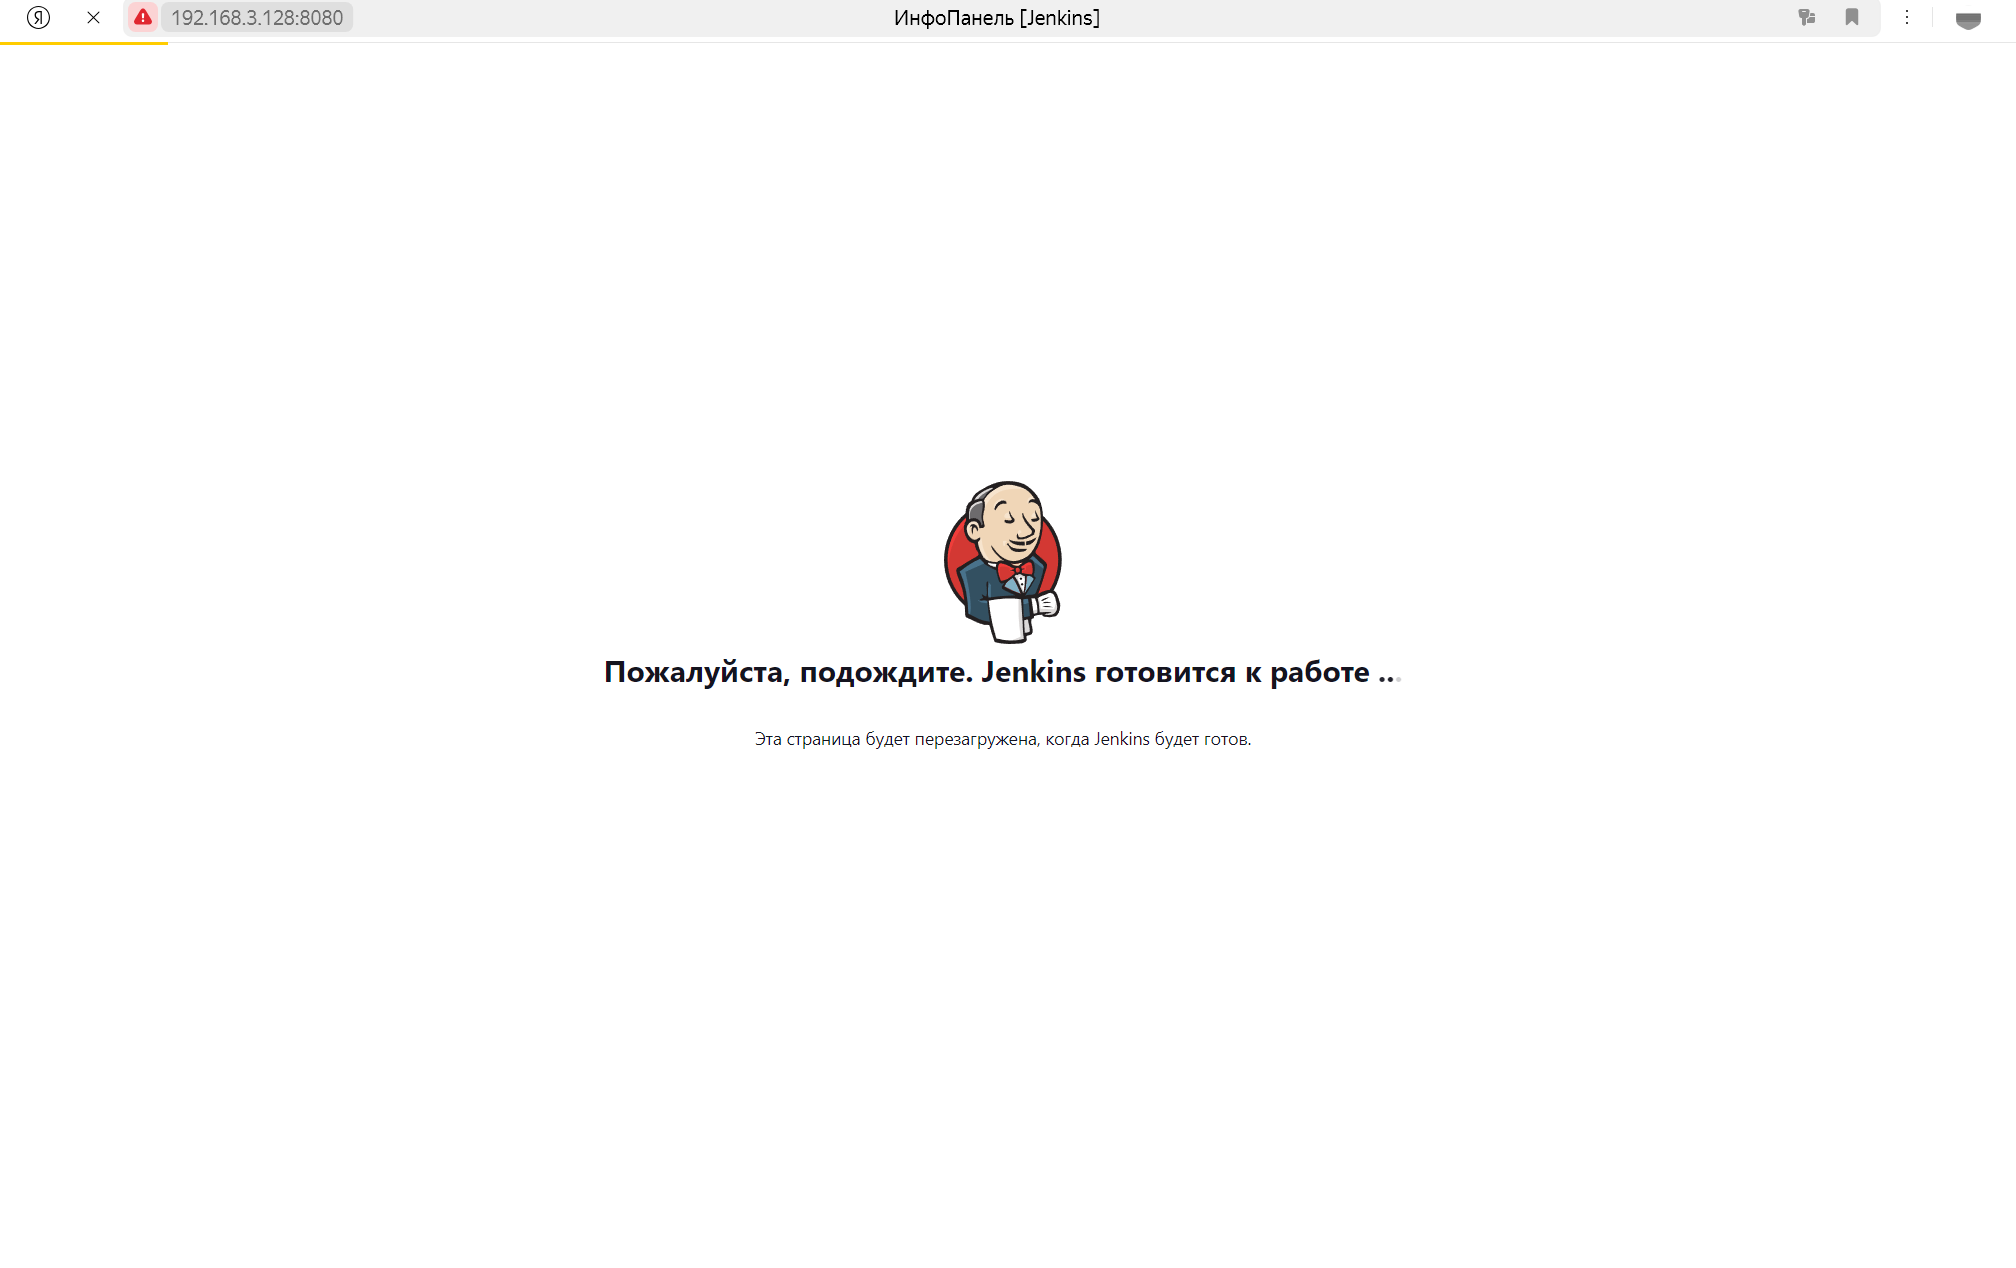 Я
192.168.3.128:8080
ИнфоПанель [Jenkins]
Пожалуйста, подождите. Jenkins готовится к работе ...
Эта страница будет перезагружена, когда Jenkins будет готов.